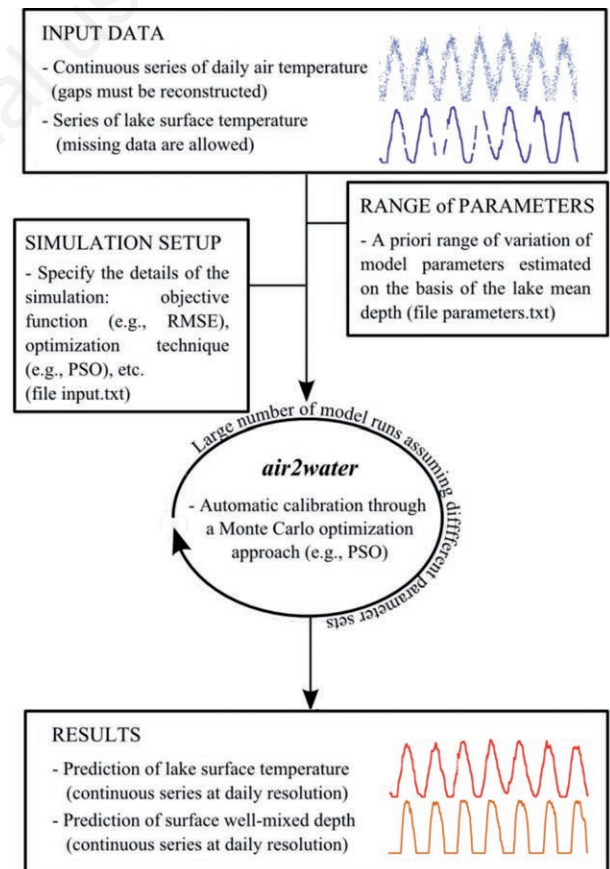 INPUT DATA
- Continuous series of daily air temperature
(gaps must be reconstructed)
- Series of lake surface temperature
(missing data are allowed)
RANGE of PARAMETERS
- A priori range of variation of
model parameters estimated
on the basis of the lake mean
depth (file parameters.txt)
SIMULATION SETUP
- Specify the details of the
simulation: objective
function (e.g., RMSE),
optimization technique
(e.g., PSO), etc.
(file input.txt)
Large number of model runs assuming diffferent parameter sets
air2water
- Automatic calibration through
a Monte Carlo optimization
approach (e.g., PSO)
RESULTS
- Prediction of lake surface temperature
(continuous series at daily resolution)
- Prediction of surface well-mixed depth
(continuous series at daily resolution)